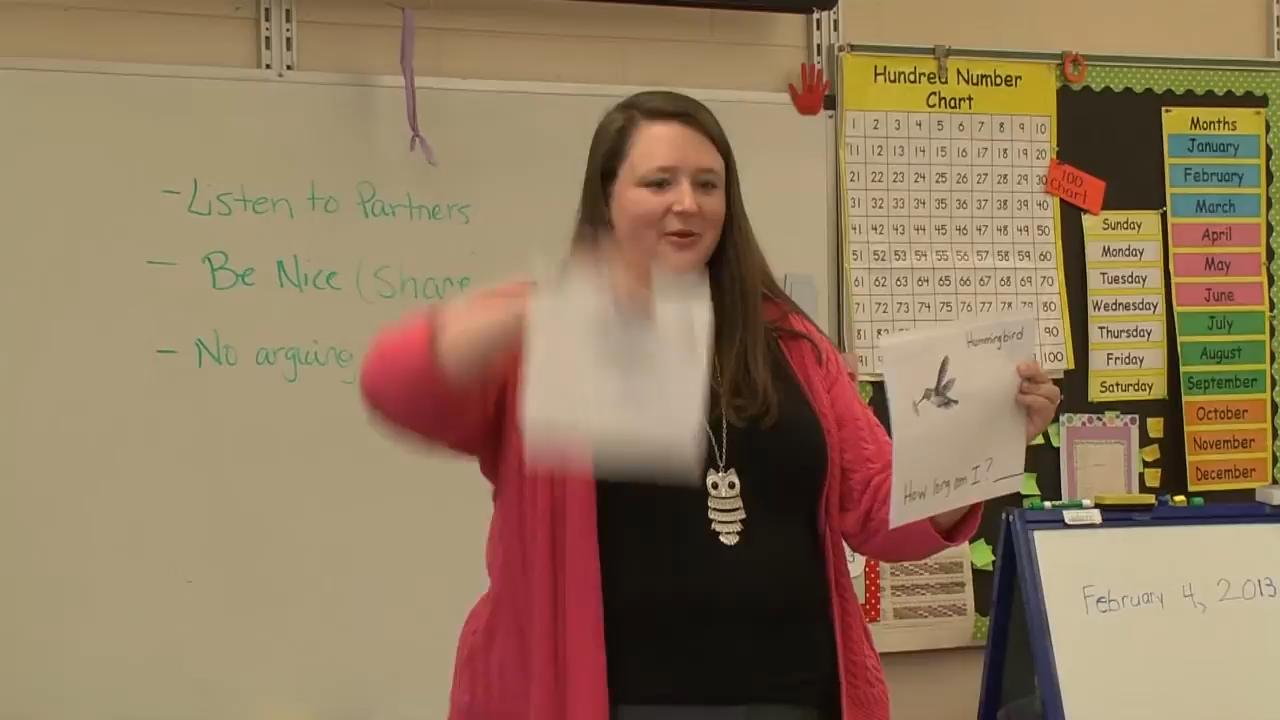 -Listen to Partners
- Be Nice (Share
- No arguing
Hundred Number
Chart
1 2 3 4 5 6 7 8 9 10
11 12 13 14 15 16 17 18 19 20
21 22 23 24 25 26 27 28 29 30
31 32 33 34 35 36 37 38 39 40
41 42 43 44 45 46 47 48 49 50
51 52 53 54 55 56 57 58 59 60
61 62 63 64 65 66 67 68 69 70
71 72 73 74 75 76 77 78 79 80
81 90
91 100
100
Chart
Sunday
Monday
Tuesday
Wednesday
Thursday
Friday
Saturday
Months
January
February
March
April
May
June
July
August
September
October
November
December
Hummingbird
How long am I? ___
February 4, 2013